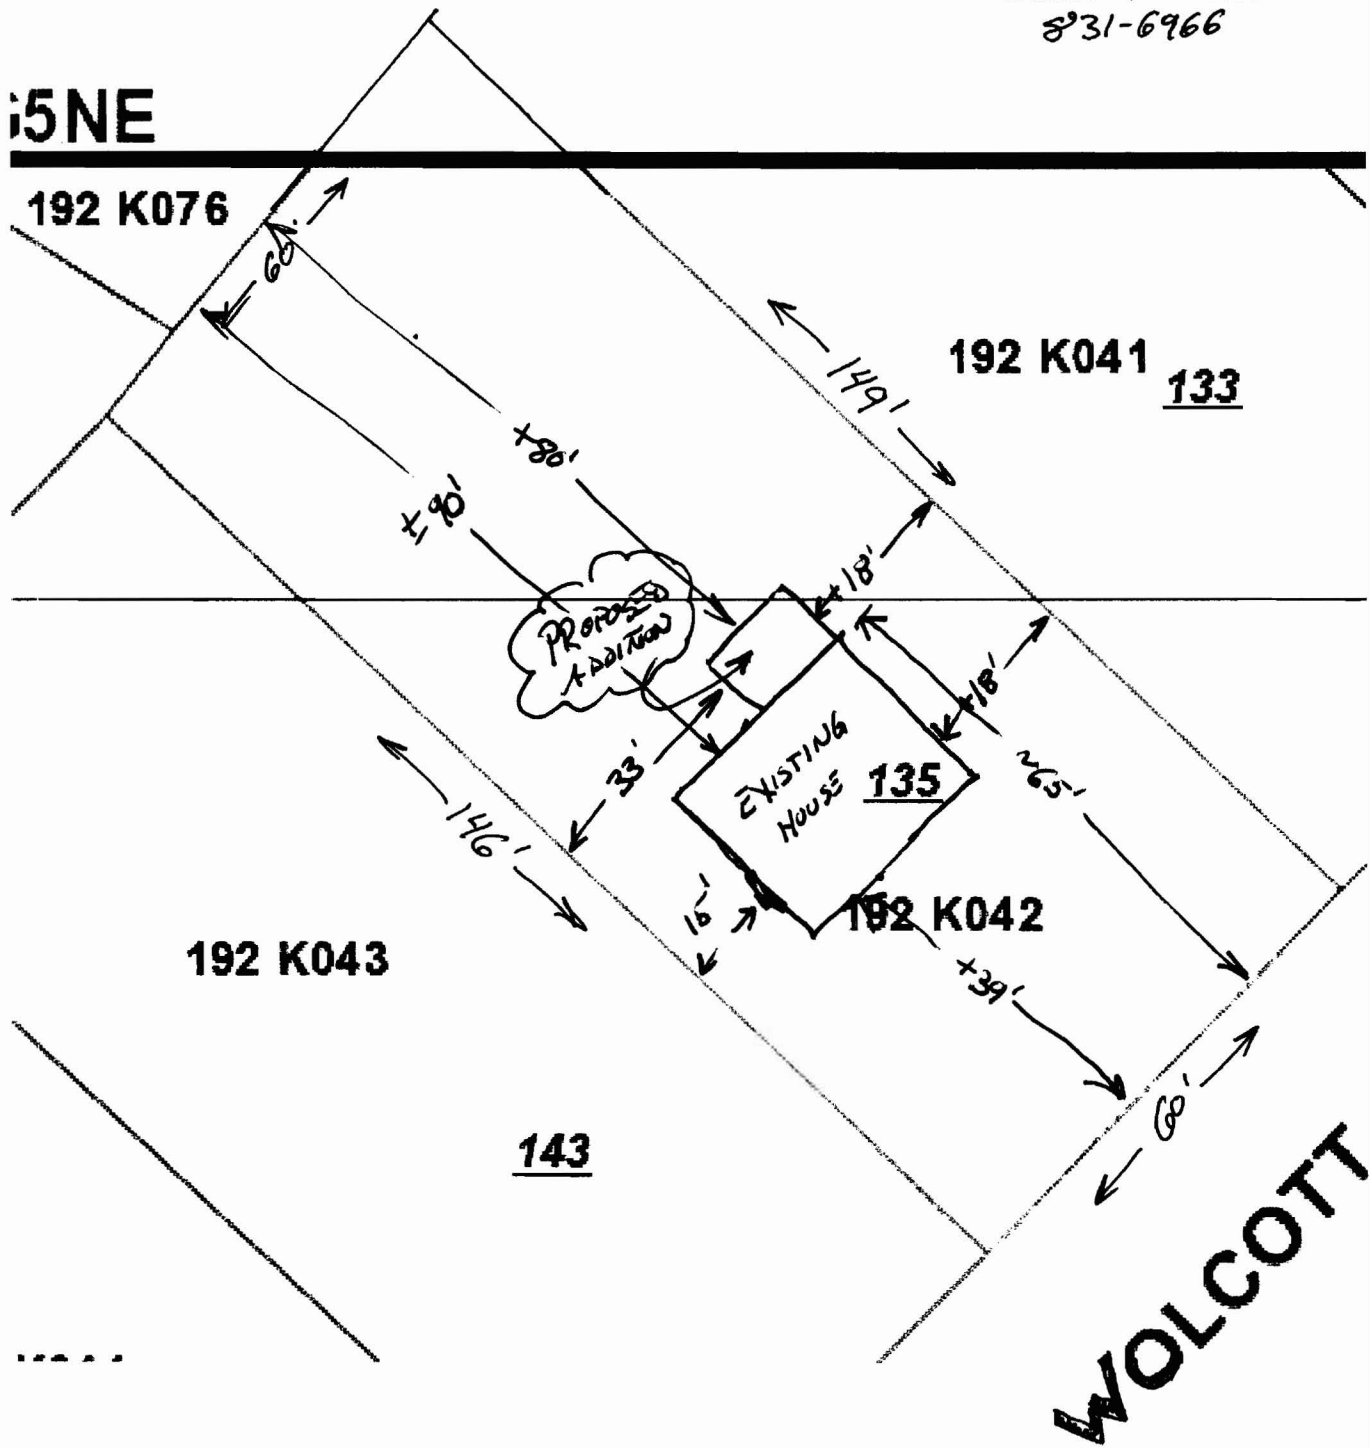 831-6966
5NE
192 K076
60'
149'
192 K041
133
+80'
±90'
+18'
PROPOSED
ADDITION
+18'
33'
EXISTING
HOUSE
135
~65'
146'
192 K042
192 K043
+39'
60'
143
WOLCOTT